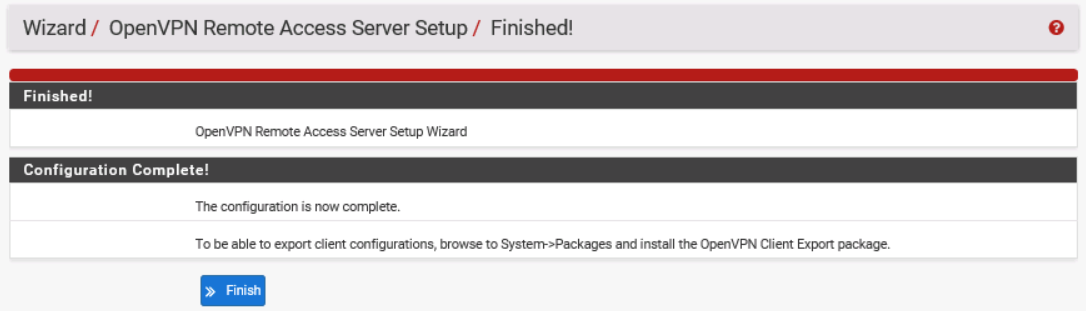 Wizard / OpenVPN Remote Access Server Setup / Finished!
Finished!
OpenVPN Remote Access Server Setup Wizard
Configuration Complete!
The configuration is now complete.
To be able to export client configurations, browse to System->Packages and install the OpenVPN Client Export package.
» Finish